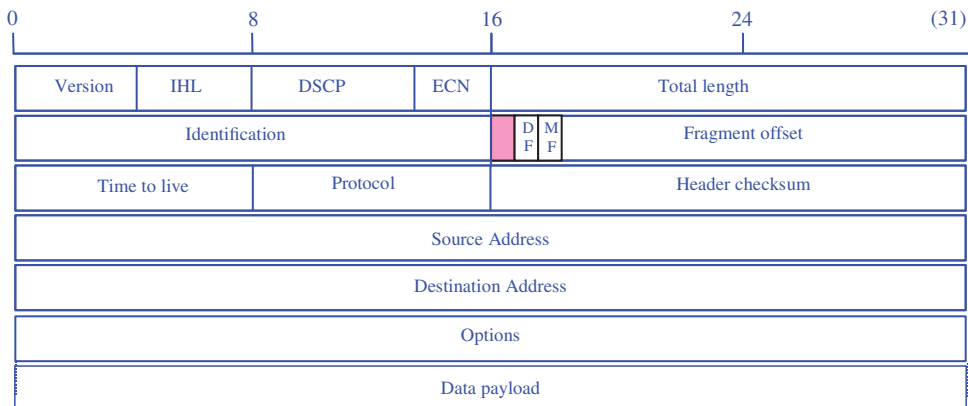 0 8 16 24 (31)
Version IHL DSCP ECN Total length
Identification D F M F Fragment offset
Time to live Protocol Header checksum
Source Address
Destination Address
Options
Data payload